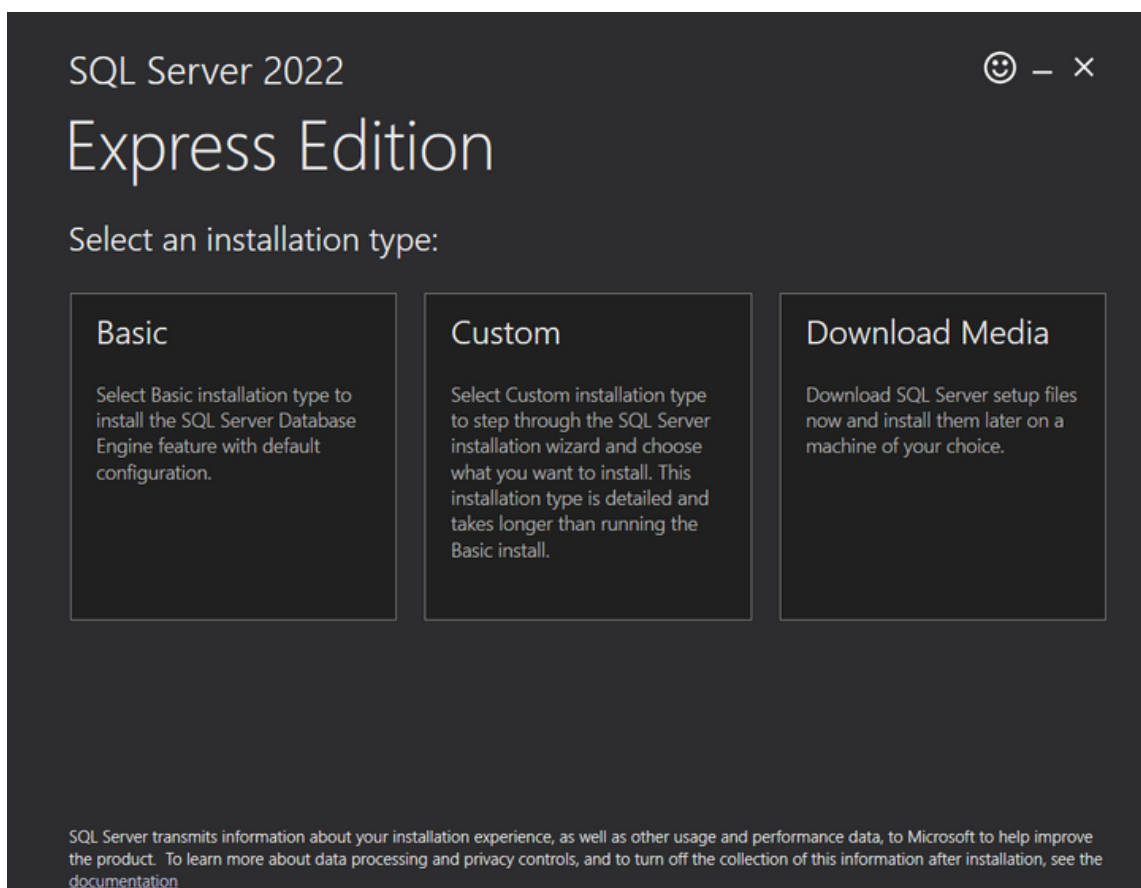 SQL Server 2022
Express Edition
Select an installation type:
Basic
Select Basic installation type to
install the SQL Server Database
Engine feature with default
configuration.
Custom
Select Custom installation type
to step through the SQL Server
installation wizard and choose
what you want to install. This
installation type is detailed and
takes longer than running the
Basic install.
Download Media
Download SQL Server setup files
now and install them later on a
machine of your choice.
SQL Server transmits information about your installation experience, as well as other usage and performance data, to Microsoft to help improve
the product.  To learn more about data processing and privacy controls, and to turn off the collection of this information after installation, see the
documentation